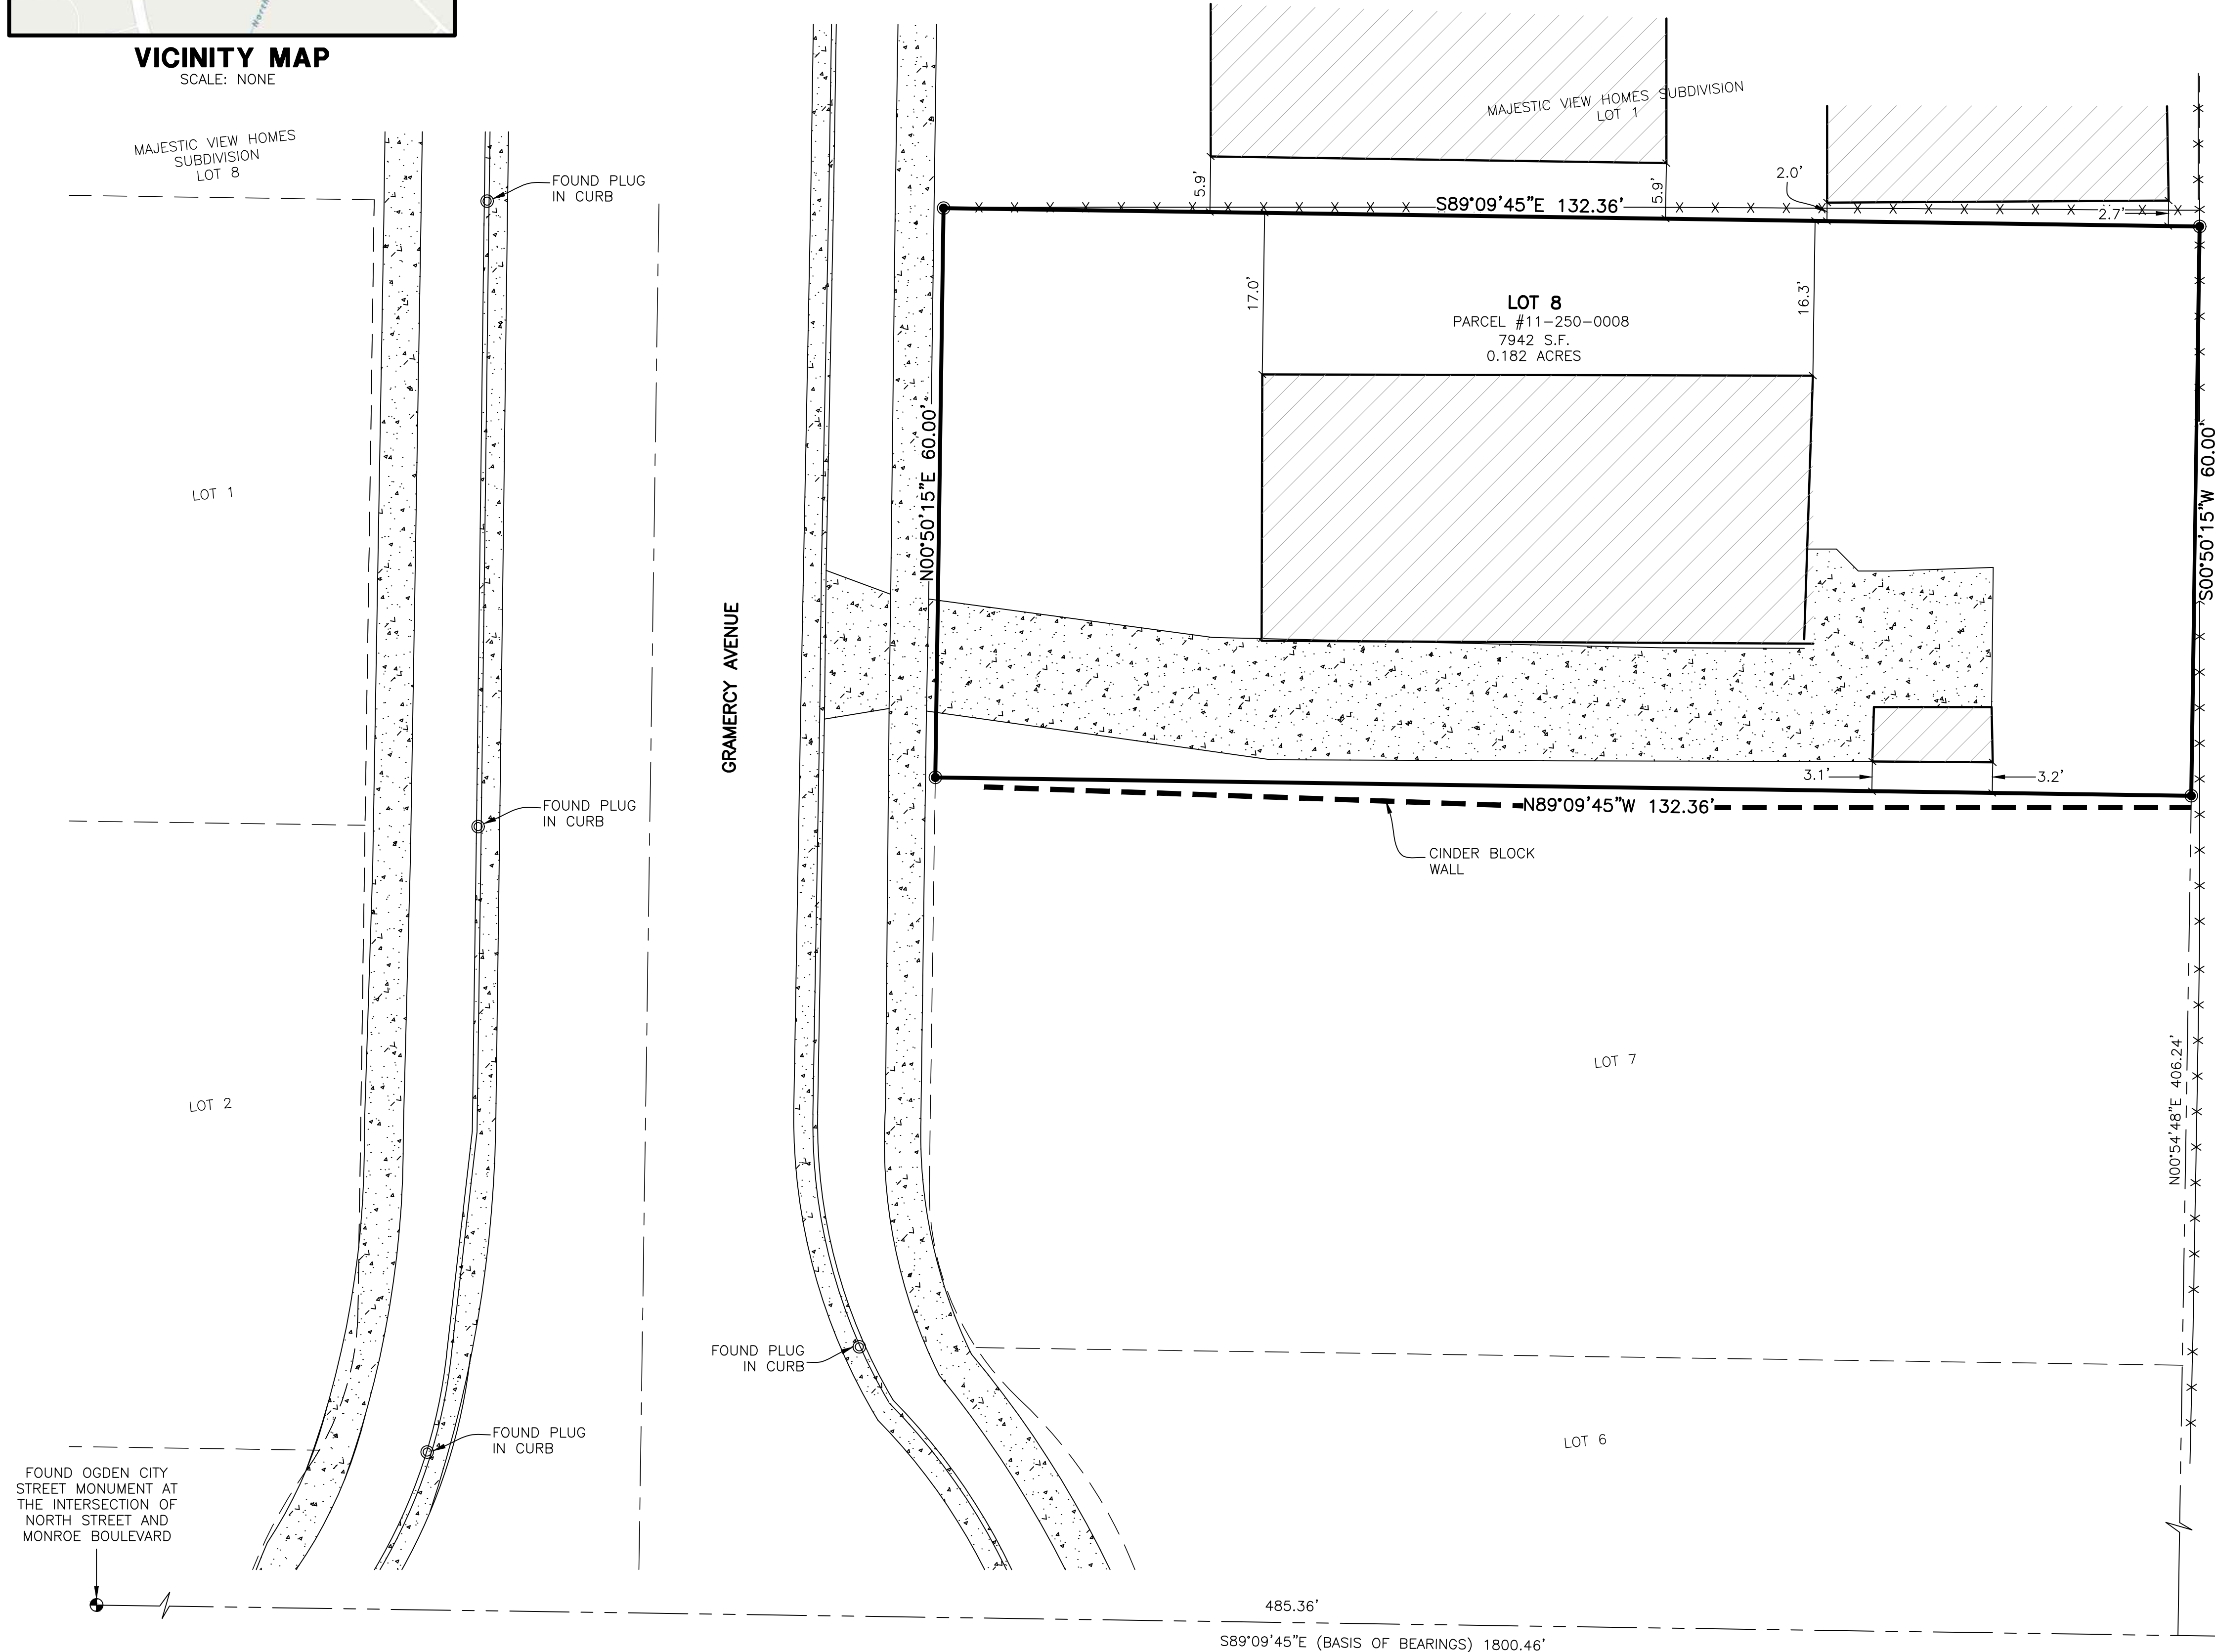 North
VICINITY MAP
SCALE: NONE
MAJESTIC VIEW HOMES
SUBDIVISION
LOT 8
FOUND PLUG
IN CURB
MAJESTIC VIEW HOMES SUBDIVISION
LOT 1
5.9'
5.9'
2.0'
2.7'
S89°09'45"E 132.36'
17.0'
16.3'
LOT 8
PARCEL #11-250-0008
7942 S.F.
0.182 ACRES
N00°50'15"E 60.00'
S00°50'15"W 60.00'
LOT 1
GRAMERCY AVENUE
3.1'
3.2'
N89°09'45"W 132.36'
CINDER BLOCK
WALL
FOUND PLUG
IN CURB
LOT 7
N00°54'48"E 406.24'
LOT 2
FOUND PLUG
IN CURB
FOUND PLUG
IN CURB
LOT 6
FOUND OGDEN CITY
STREET MONUMENT AT
THE INTERSECTION OF
NORTH STREET AND
MONROE BOULEVARD
485.36'
S89°09'45"E (BASIS OF BEARINGS) 1800.46'